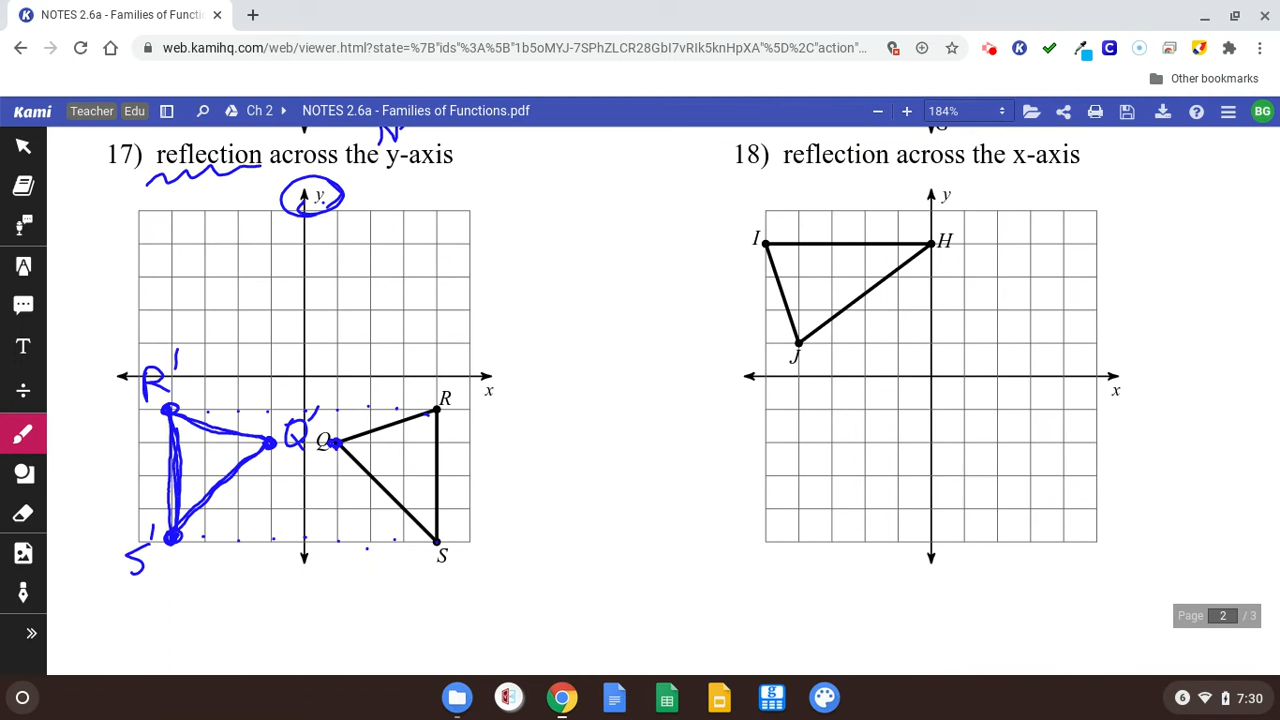 NOTES 2.6a - Families of Functi
web.kamihq.com/web/viewer.html?state=%7B"ids"%3A%5B"1b5oMYJ-7SPhZLCR28GbI7vRIk5knHpXA"%5D%2C"action"...
Other bookmarks
Kami Teacher Edu Ch 2 NOTES 2.6a - Families of Functions.pdf 184% BG
17) reflection across the y-axis
18) reflection across the x-axis
y
y
I
H
J
R'
x
x
R
Q'
Q
S'
S
Page 2 / 3
6 7:30